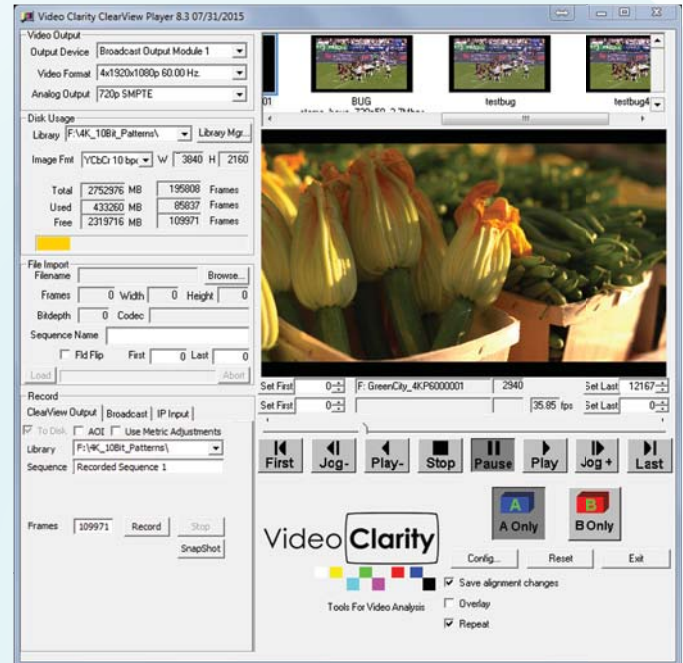 Video Clarity ClearView Player 8.3 07/31/2015
Video Output
Output Device Broadcast Output Module 1
Video Format 4x1920x1080p 60.00 Hz.
Analog Output 720p SMPTE
Disk Usage
Library F:\4K_10Bit_Patterns\ Library Mgr...
Image Fmt YCbCr 10 bpc W 3840 H 2160
Total 2752976 MB 195808 Frames
Used 433260 MB 85837 Frames
Free 2319716 MB 109971 Frames
File Import
Filename Browse...
Frames 0 Width 0 Height 0
Bitdepth 0 Codec
Sequence Name
Fld Flip First 0 Last 0
Load Abort
Record
ClearView Output Broadcast IP Input
To Disk AOI Use Metric Adjustments
Library F:\4K_10Bit_Patterns\
Sequence Recorded Sequence 1
Frames 109971 Record Stop
SnapShot
01 BUG testbug testbug4
Set First 0 F: GreenCity_4KP6000001 2940 Set Last 12167
Set First 0 35.85 fps Set Last 0
First Jog- Play- Stop Pause Play Jog + Last
A B
A Only B Only
Video Clarity
Tools For Video Analysis
Config... Reset Exit
Save alignment changes
Overlay
Repeat